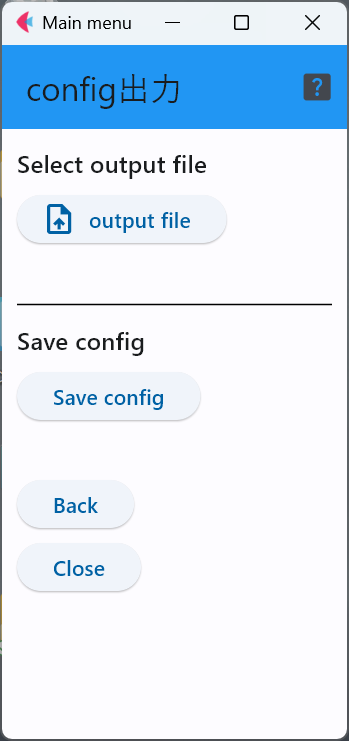 Main menu
config出力
?
Select output file
output file
Save config
Save config
Back
Close